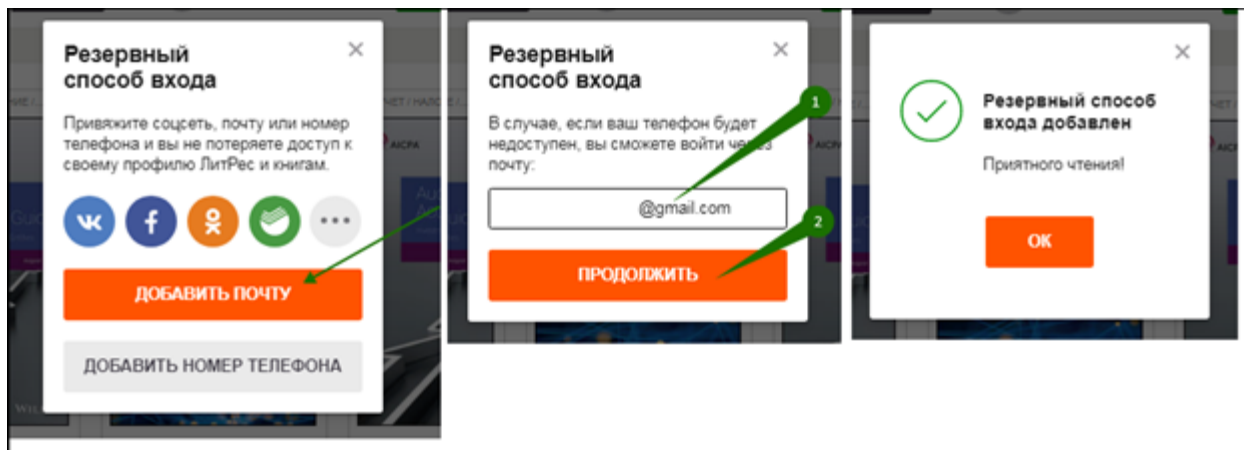 Резервный
способ входа
Привяжите соцсеть, почту или номер
телефона и вы не потеряете доступ к
своему профилю ЛитРес и книгам.
ДОБАВИТЬ ПОЧТУ
ДОБАВИТЬ НОМЕР ТЕЛЕФОНА
Резервный
способ входа
В случае, если ваш телефон будет
недоступен, вы сможете войти через
почту:
1
@gmail.com
2
ПРОДОЛЖИТЬ
Резервный способ
входа добавлен
Приятного чтения!
ОК
AICPA